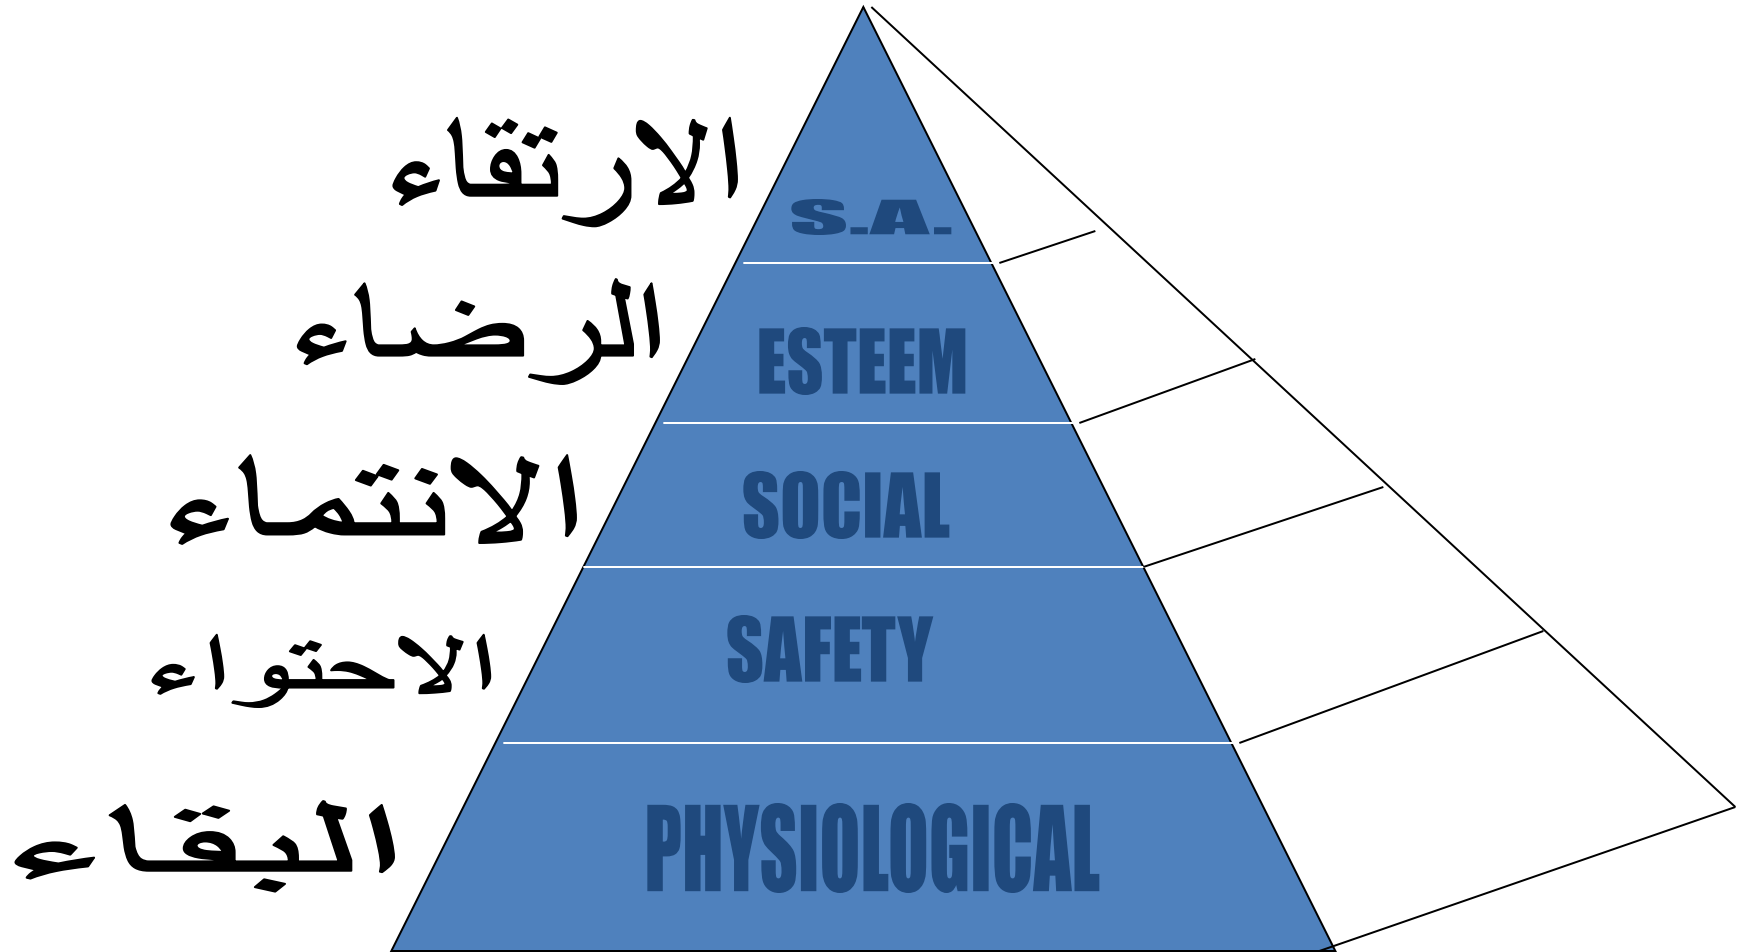 الارتقاء
S.A.
الرضاء
ESTEEM
الانتماء
SOCIAL
الاحتواء
SAFETY
البقاء
PHYSIOLOGICAL